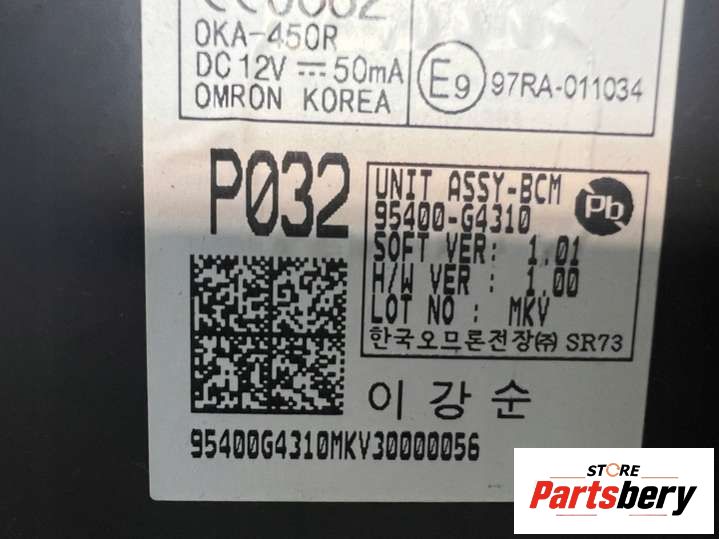 OKA-450R
DC 12V ⎓ 50mA
OMRON KOREA
E9 97RA-011034
P032
UNIT ASSY-BCM
95400-G4310
Pb
SOFT VER: 1.01
H/W VER : 1.00
LOT NO : MKV
한국오므론전장㈜ SR73
이강순
95400G4310MKV30000056
STORE
Partsbery